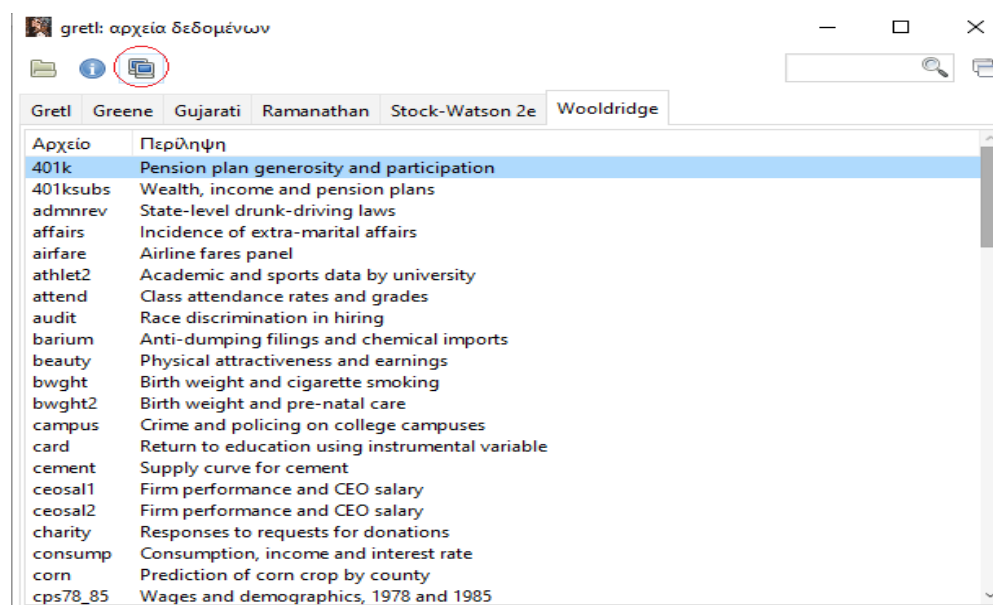 gretl: αρχεία δεδομένων
Gretl Greene Gujarati Ramanathan Stock-Watson 2e Wooldridge
Αρχείο Περίληψη
401k Pension plan generosity and participation
401ksubs Wealth, income and pension plans
admnrev State-level drunk-driving laws
affairs Incidence of extra-marital affairs
airfare Airline fares panel
athlet2 Academic and sports data by university
attend Class attendance rates and grades
audit Race discrimination in hiring
barium Anti-dumping filings and chemical imports
beauty Physical attractiveness and earnings
bwght Birth weight and cigarette smoking
bwght2 Birth weight and pre-natal care
campus Crime and policing on college campuses
card Return to education using instrumental variable
cement Supply curve for cement
ceosal1 Firm performance and CEO salary
ceosal2 Firm performance and CEO salary
charity Responses to requests for donations
consump Consumption, income and interest rate
corn Prediction of corn crop by county
cps78_85 Wages and demographics, 1978 and 1985